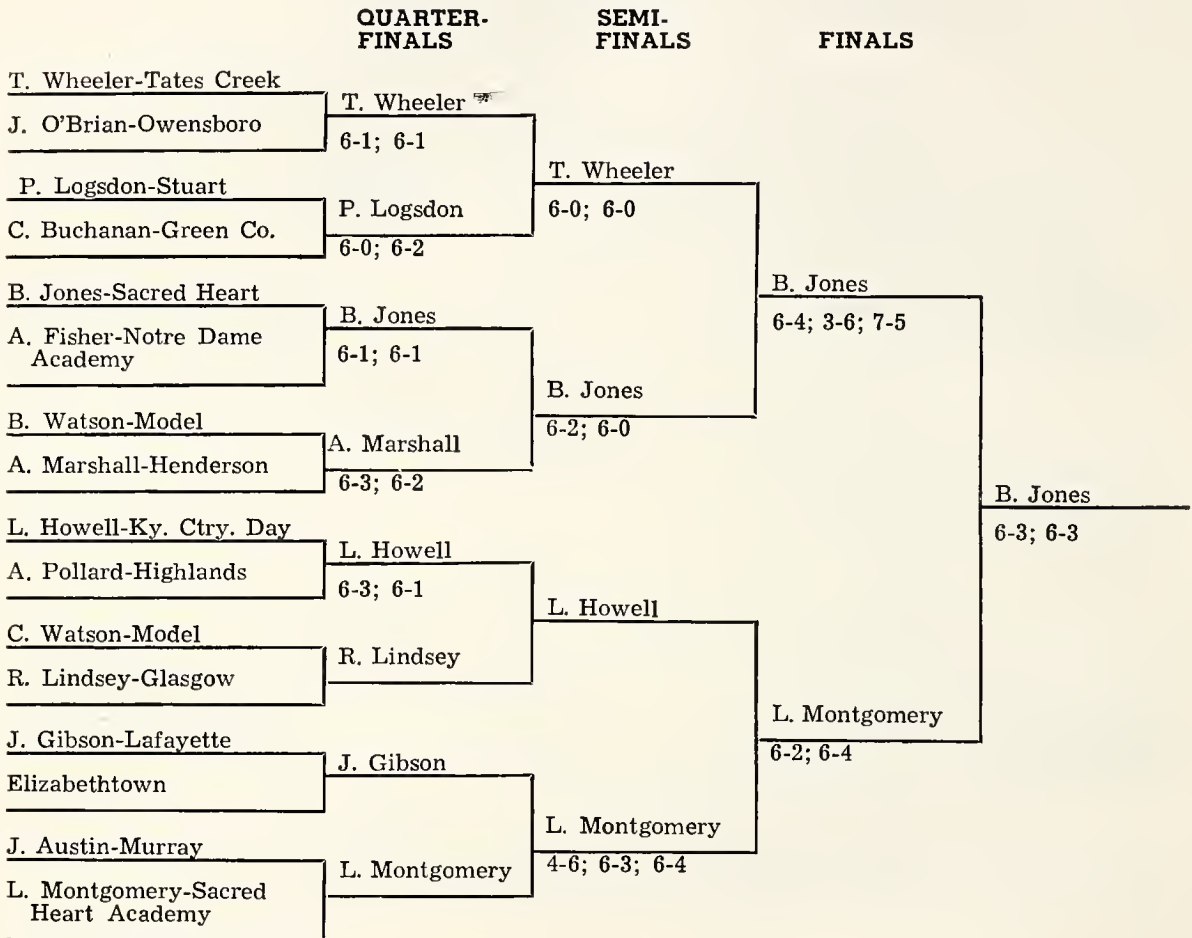 QUARTER-
FINALS
SEMI-
FINALS
FINALS
T. Wheeler-Tates Creek
J. O'Brian-Owensboro
P. Logsdon-Stuart
C. Buchanan-Green Co.
B. Jones-Sacred Heart
A. Fisher-Notre Dame
Academy
B. Watson-Model
A. Marshall-Henderson
L. Howell-Ky. Ctry. Day
A. Pollard-Highlands
C. Watson-Model
R. Lindsey-Glasgow
J. Gibson-Lafayette
Elizabethtown
J. Austin-Murray
L. Montgomery-Sacred
Heart Academy
T. Wheeler
6-1; 6-1
P. Logsdon
6-0; 6-2
B. Jones
6-1; 6-1
A. Marshall
6-3; 6-2
L. Howell
6-3; 6-1
R. Lindsey
J. Gibson
L. Montgomery
T. Wheeler
6-0; 6-0
B. Jones
6-2; 6-0
L. Howell
L. Montgomery
4-6; 6-3; 6-4
B. Jones
6-4; 3-6; 7-5
L. Montgomery
6-2; 6-4
B. Jones
6-3; 6-3